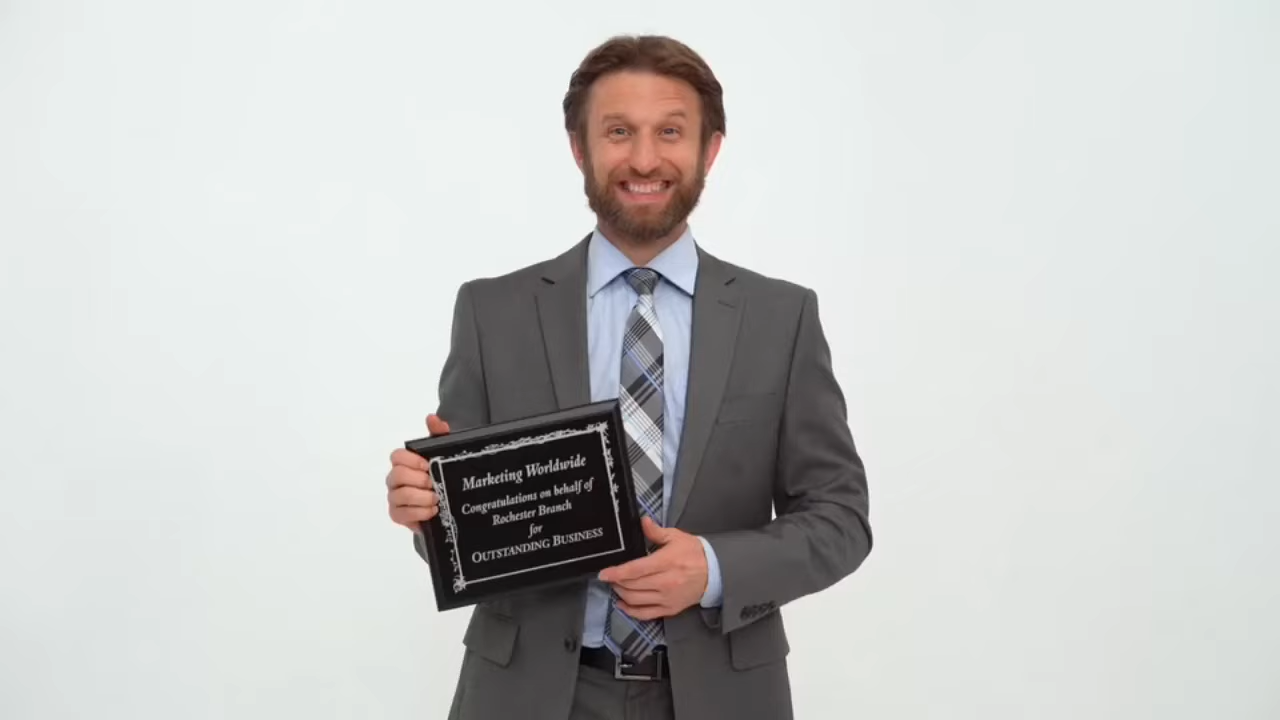 Marketing Worldwide
Congratulations on behalf of
Rochester Branch
for
OUTSTANDING BUSINESS